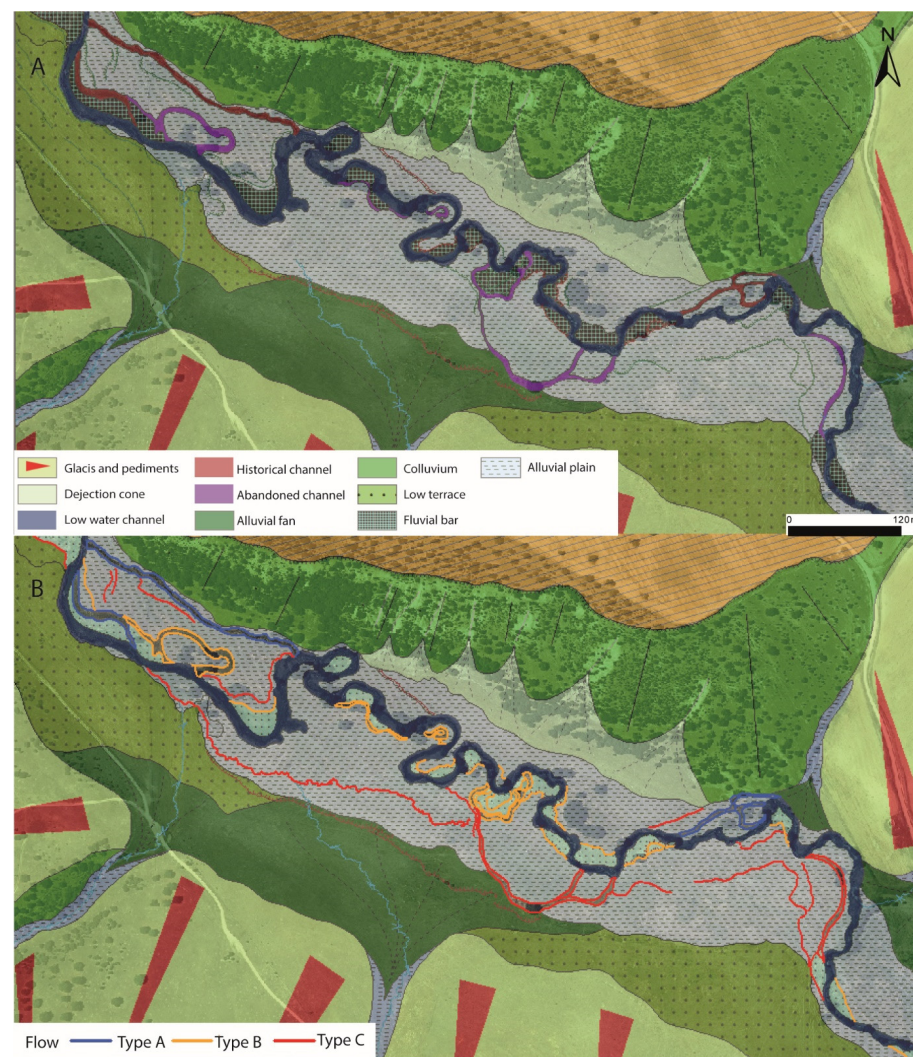 A
N
Glacis and pediments
Historical channel
Colluvium
Alluvial plain
Dejection cone
Abandoned channel
Low terrace
Low water channel
Alluvial fan
Fluvial bar
0
B
Flow
Type A
Type B
Type C